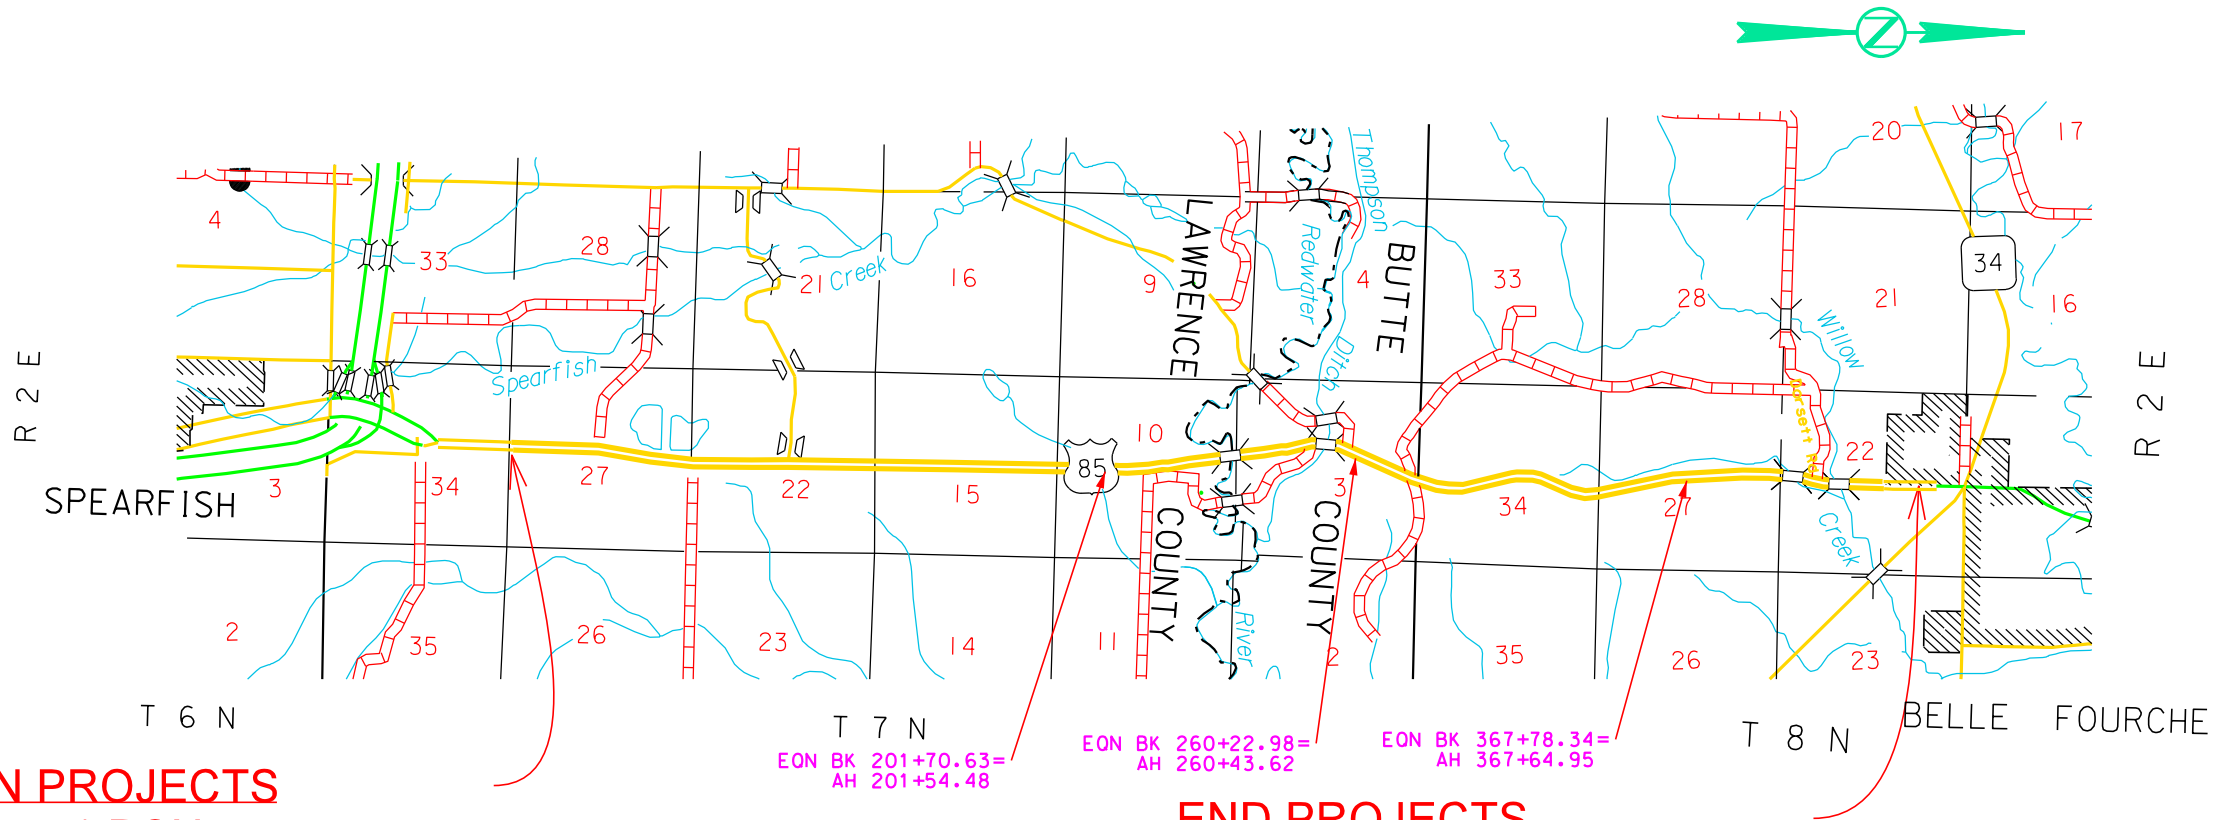 Z
20
17
4
33
28
21
Creek
16
9
LAWRENCE
Redwater
Thompson
4
BUTTE
33
28
Willow
21
34
16
R 2 E
Spearfish
Ditch
Dorsett Rd.
R 2 E
SPEARFISH
3
34
27
22
15
85
10
3
34
27
22
COUNTY
COUNTY
Creek
2
35
26
23
14
11
River
2
35
26
23
T 6 N
T 7 N
T 8 N
BELLE FOURCHE
EQN BK 201+70.63=
AH 201+54.48
EQN BK 260+22.98=
AH 260+43.62
EQN BK 367+78.34=
AH 367+64.95
N PROJECTS
END PROJECTS